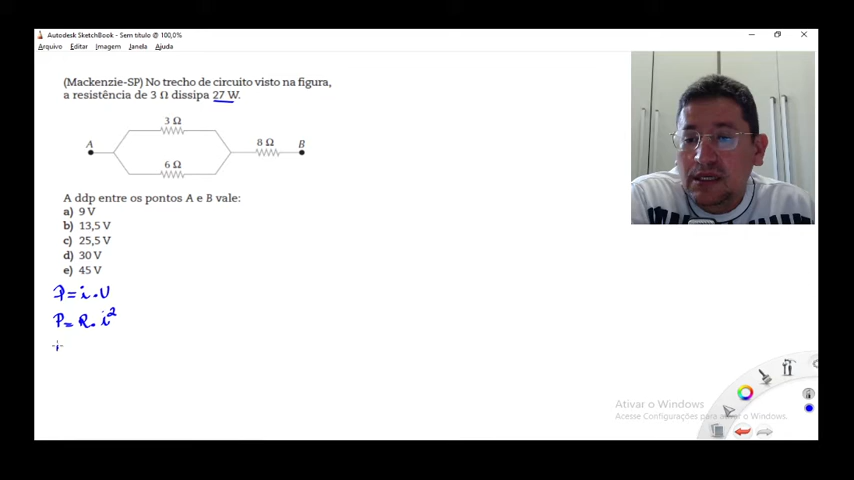 Autodesk SketchBook - Sem título * @ 100,0%
Arquivo Editar Imagem Janela Ajuda
(Mackenzie-SP) No trecho de circuito visto na figura,
a resistência de 3 Ω dissipa 27 W.
3 Ω
A
8 Ω
B
6 Ω
A ddp entre os pontos A e B vale:
a) 9 V
b) 13,5 V
c) 25,5 V
d) 30 V
e) 45 V
P = i . U
P = R . i²
Ativar o Windows
Acesse Configurações para ativar o Windows.